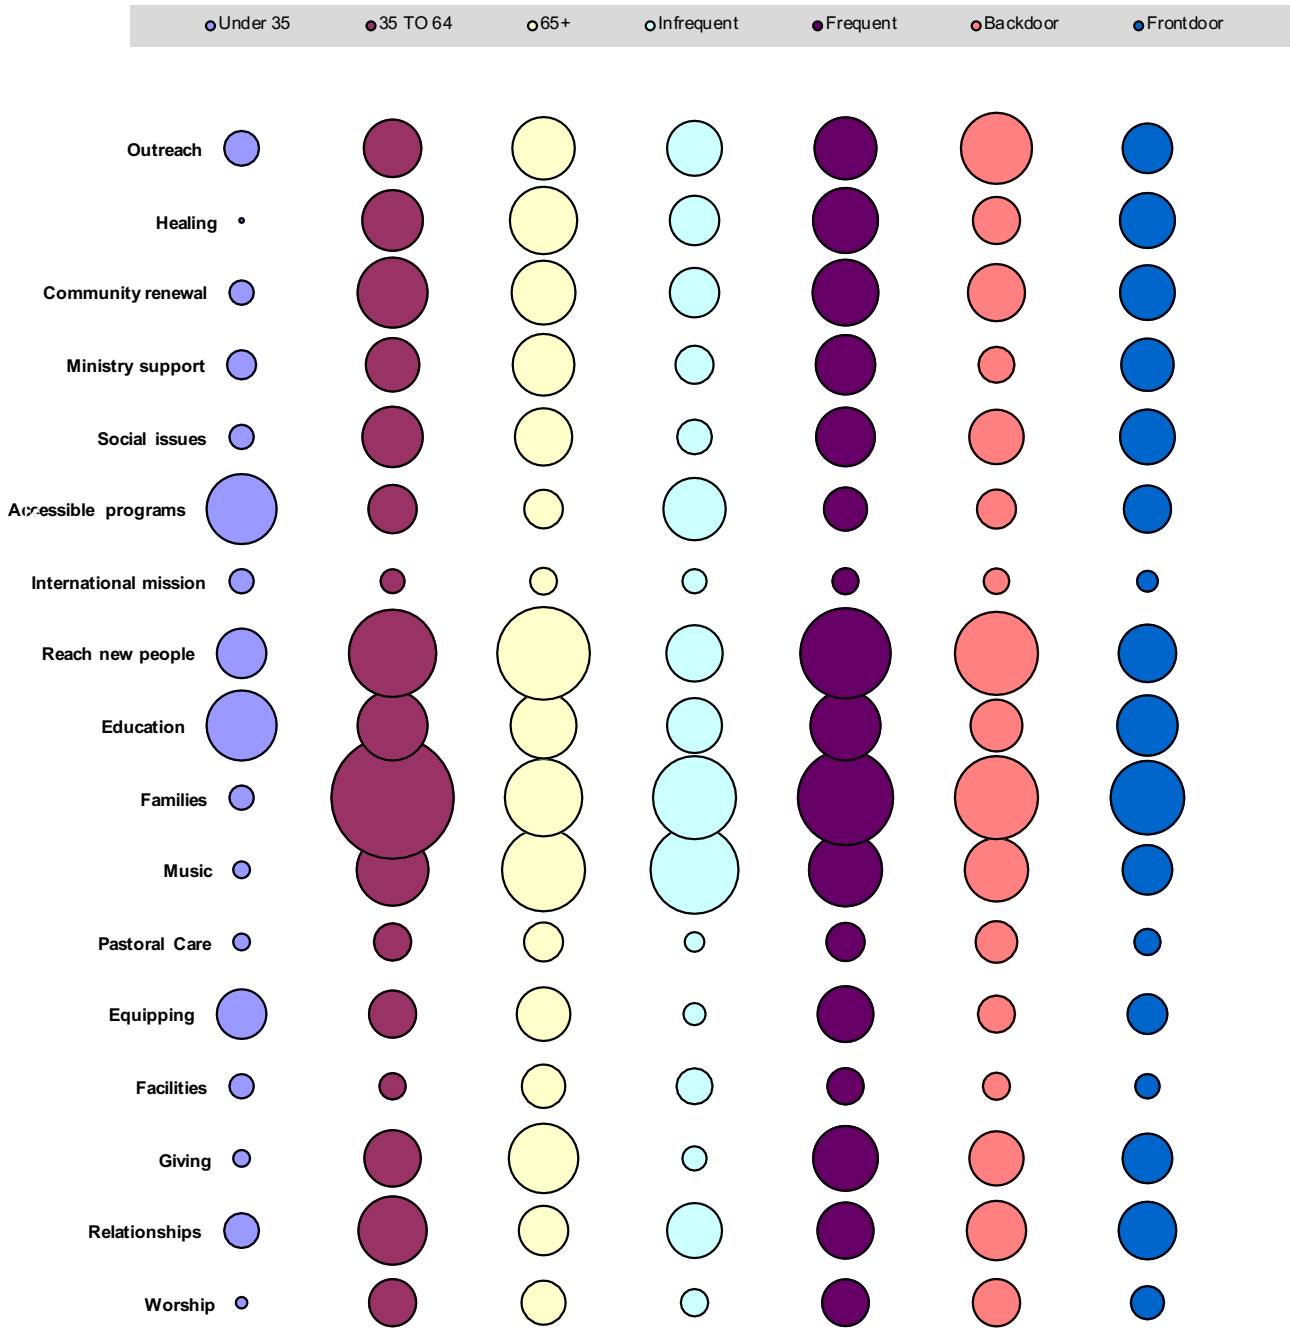 Under 35 35 TO 64 65+ Infrequent Frequent Backdoor Frontdoor
Outreach
Healing
Community renewal
Ministry support
Social issues
Accessible programs
International mission
Reach new people
Education
Families
Music
Pastoral Care
Equipping
Facilities
Giving
Relationships
Worship